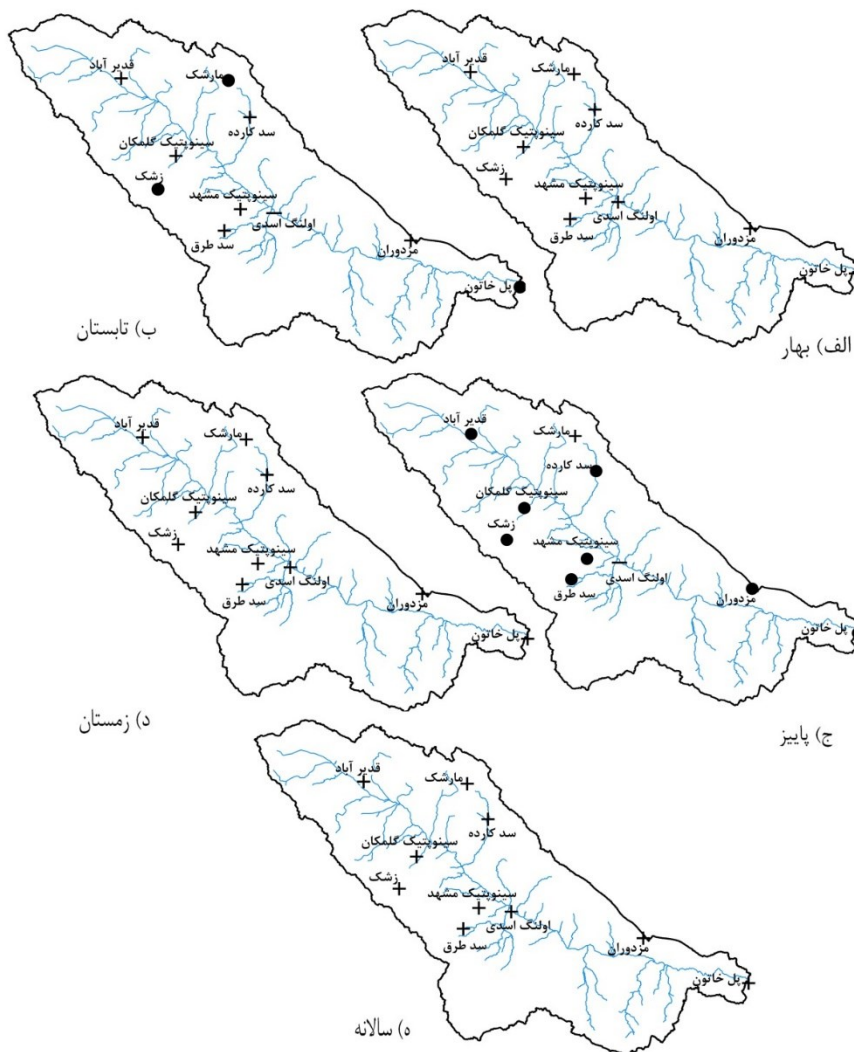 قدیر آباد
مارشک
سد کارده
سینوپتیک گلمکان
زشک
سینوپتیک مشهد
اولنگ اسدی
سد طرق
مزدوران
پل خاتون
الف) بهار
قدیر آباد
مارشک
سد کارده
سینوپتیک گلمکان
زشک
سینوپتیک مشهد
اولنگ اسدی
سد طرق
مزدوران
پل خاتون
ب) تابستان
قدیر آباد
مارشک
سد کارده
سینوپتیک گلمکان
زشک
سینوپتیک مشهد
اولنگ اسدی
سد طرق
مزدوران
پل خاتون
ج) پاییز
قدیر آباد
مارشک
سد کارده
سینوپتیک گلمکان
زشک
سینوپتیک مشهد
اولنگ اسدی
سد طرق
مزدوران
پل خاتون
د) زمستان
قدیر آباد
مارشک
سد کارده
سینوپتیک گلمکان
زشک
سینوپتیک مشهد
اولنگ اسدی
سد طرق
مزدوران
پل خاتون
ه) سالانه